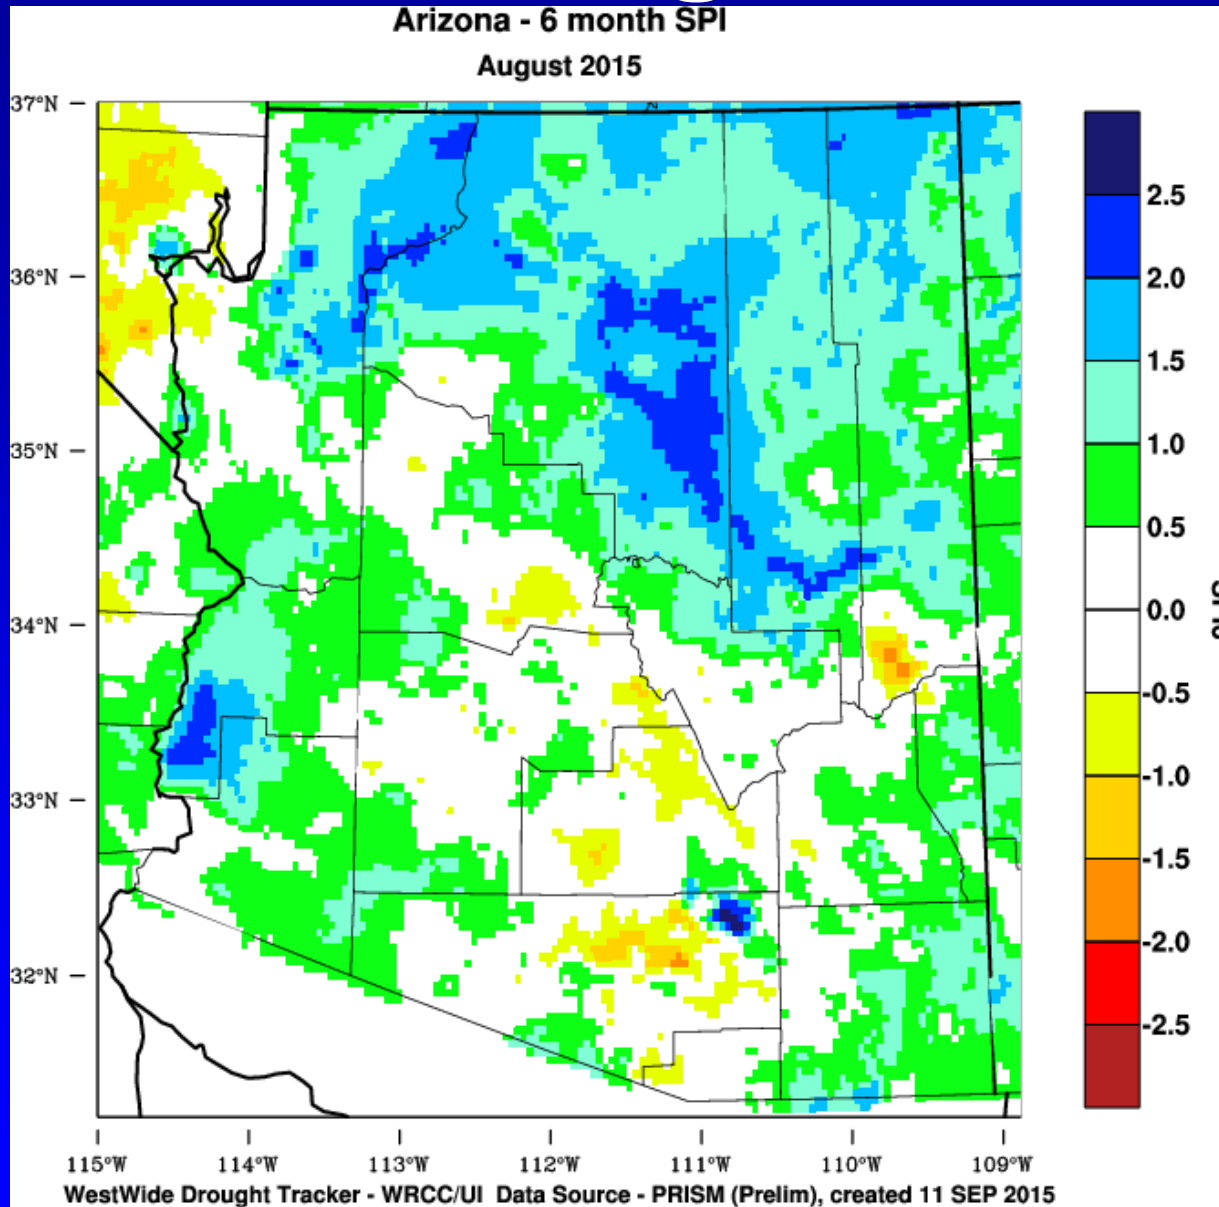 Arizona - 6 month SPI
August 2015
37°N
36°N
35°N
34°N
33°N
32°N
115°W 114°W 113°W 112°W 111°W 110°W 109°W
2.5
2.0
1.5
1.0
0.5
0.0
-0.5
-1.0
-1.5
-2.0
-2.5
WestWide Drought Tracker - WRCC/UI Data Source - PRISM (Prelim), created 11 SEP 2015